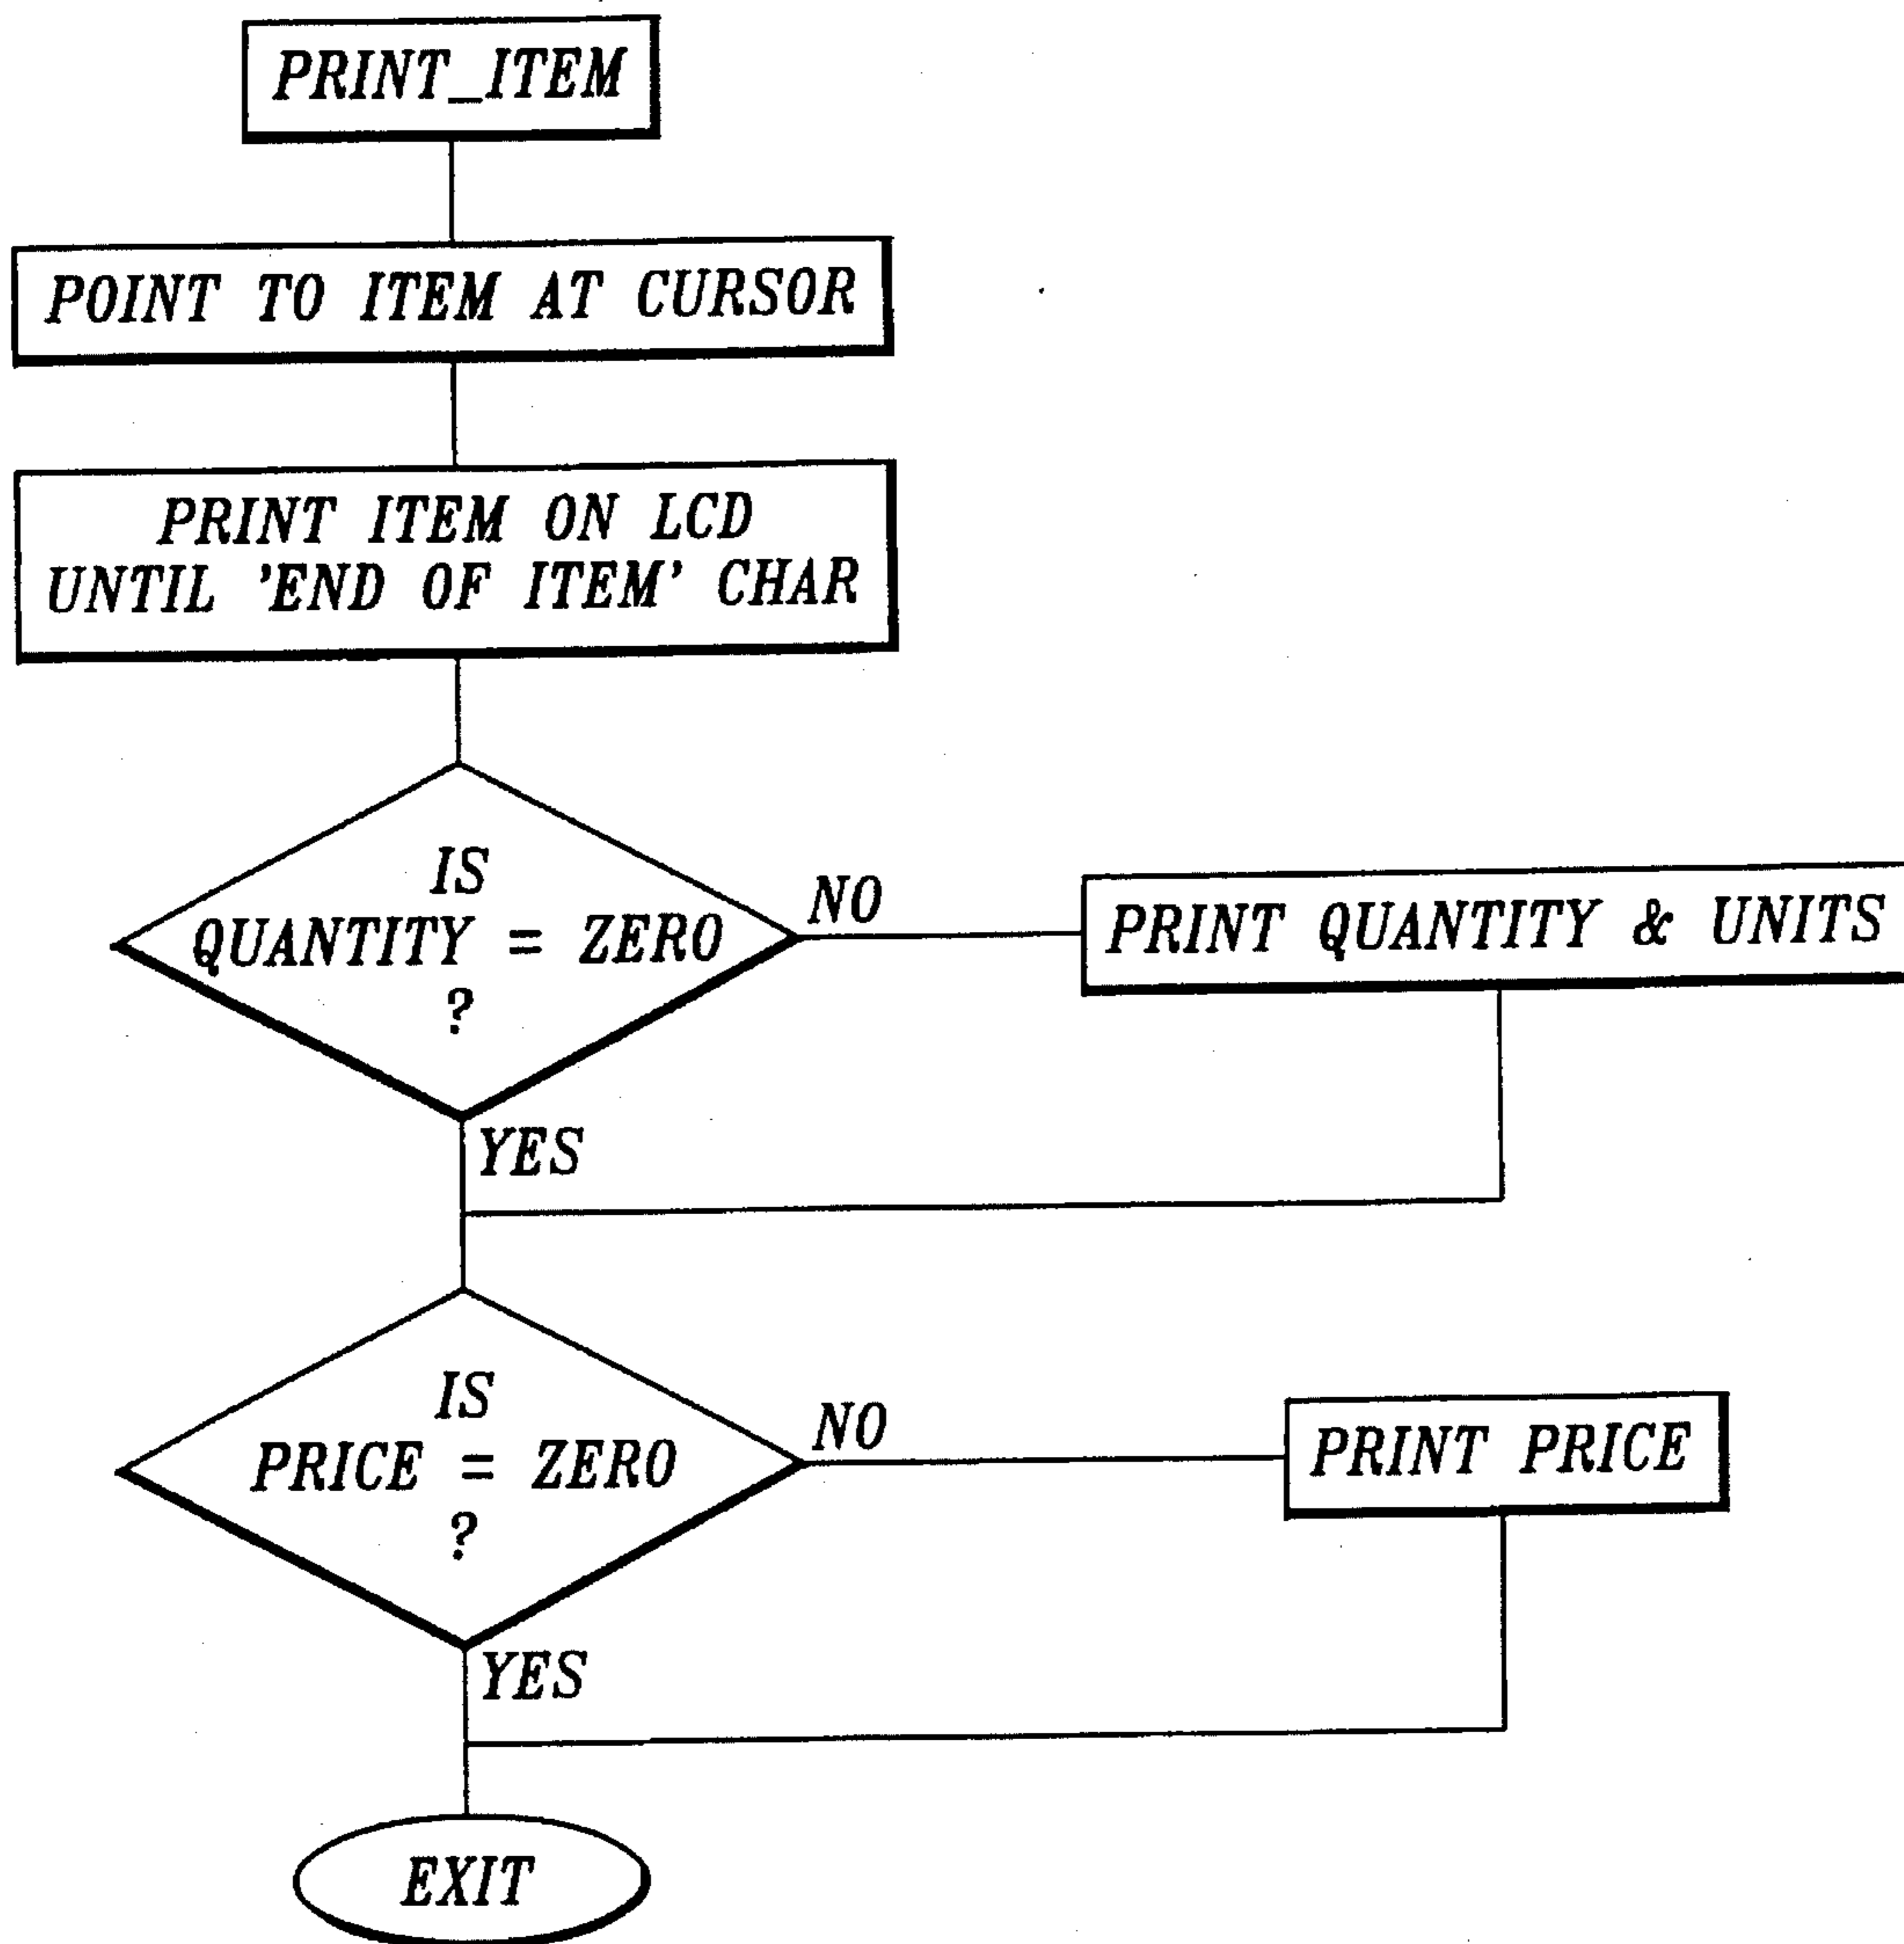 PRINT_ITEM
POINT TO ITEM AT CURSOR
PRINT ITEM ON LCD
UNTIL 'END OF ITEM' CHAR
IS
QUANTITY = ZERO
?
NO
PRINT QUANTITY & UNITS
YES
IS
PRICE = ZERO
?
NO
PRINT PRICE
YES
EXIT